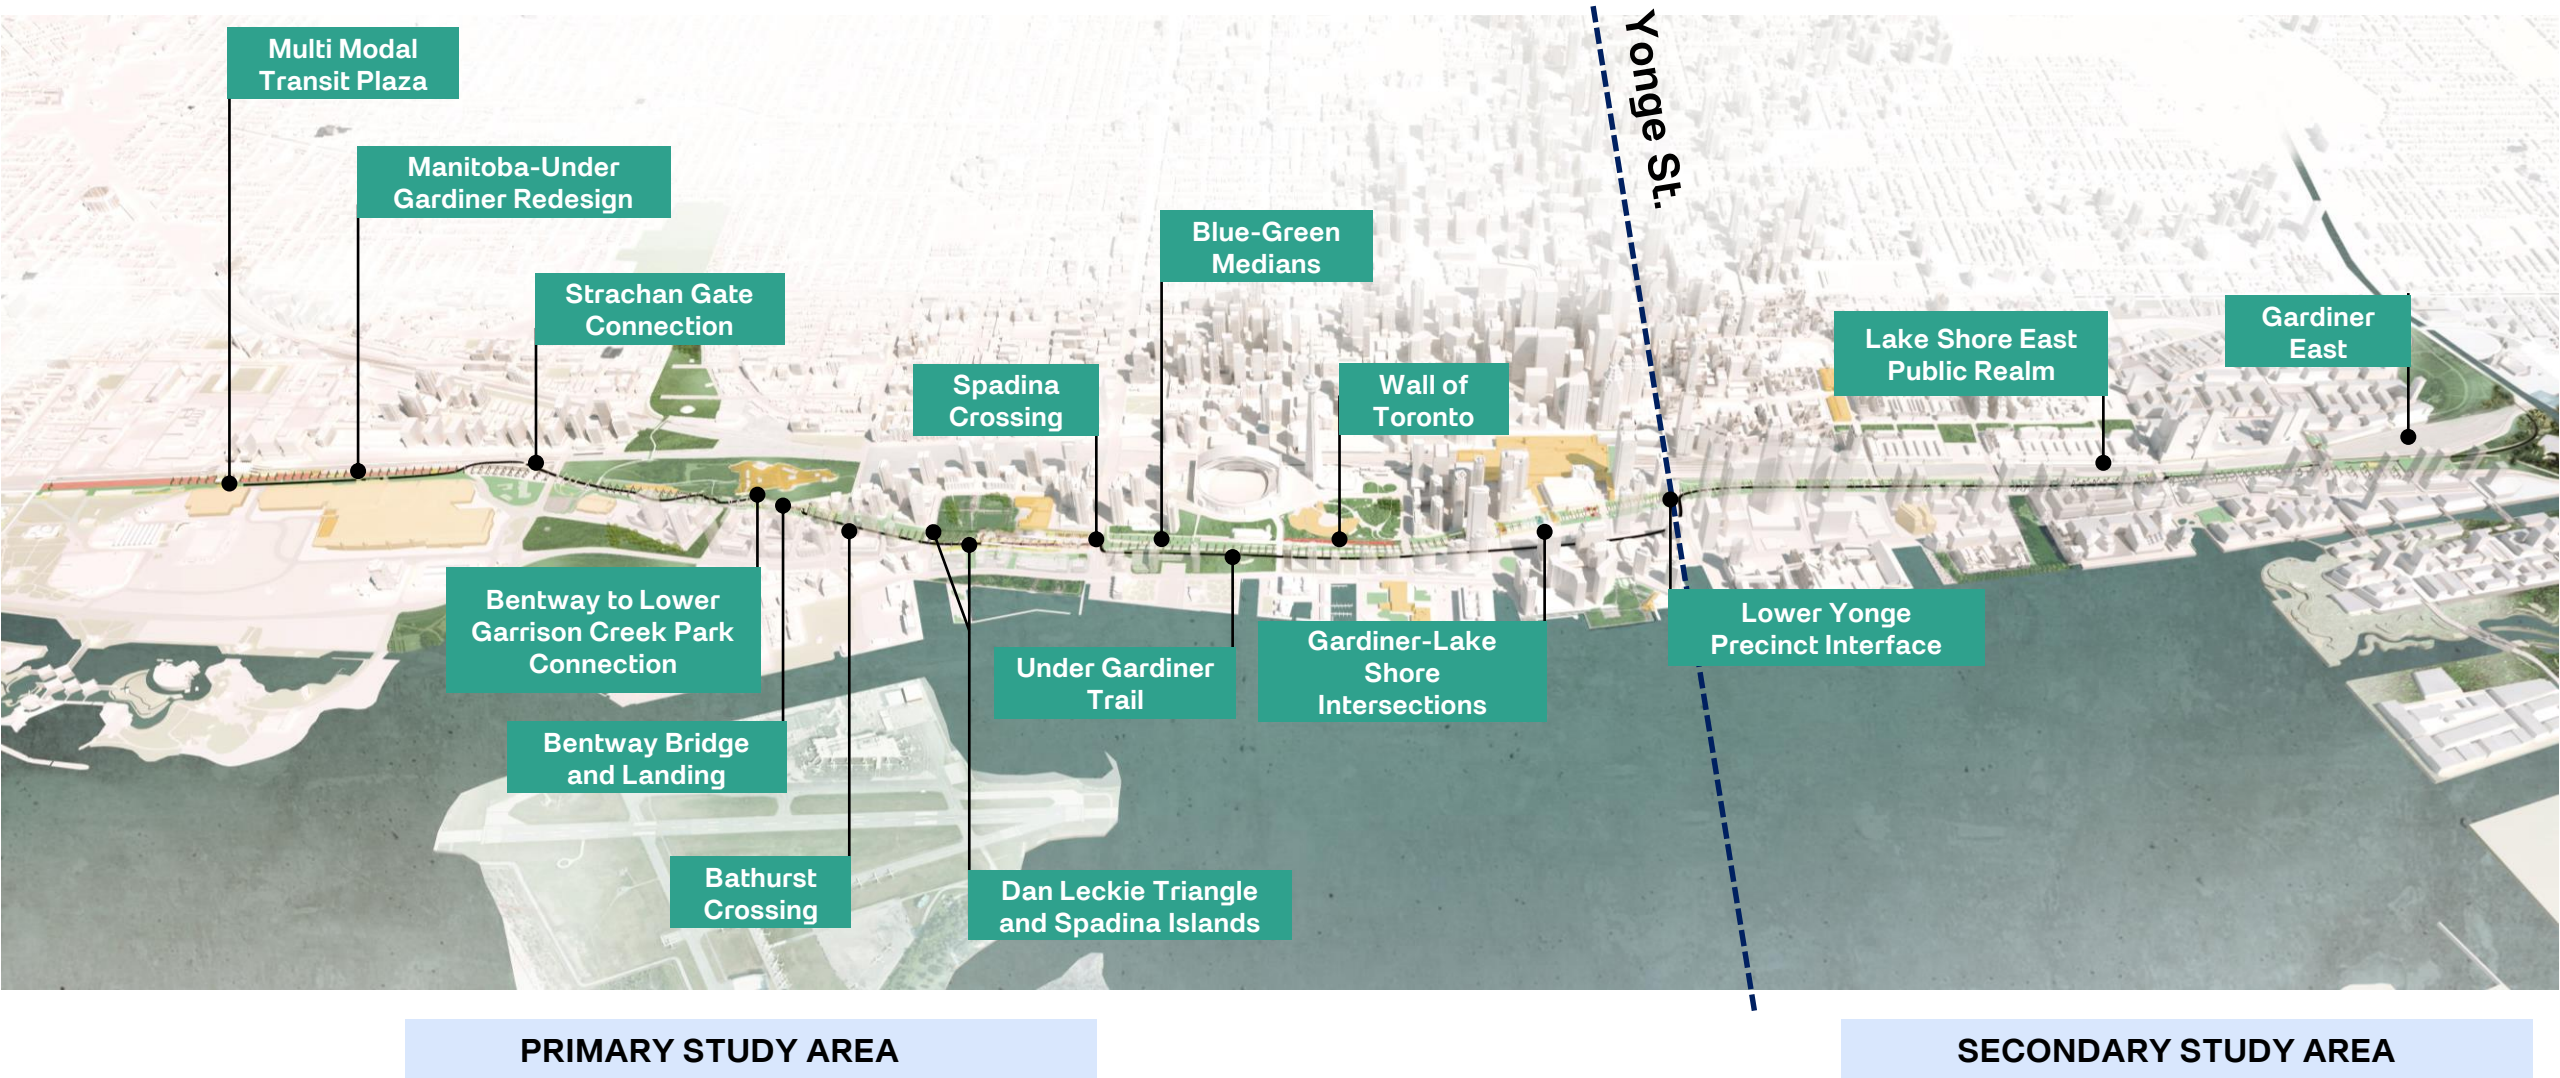 Multi Modal
Transit Plaza
Yonge St.
Manitoba-Under
Gardiner Redesign
Blue-Green
Medians
Strachan Gate
Connection
Gardiner
East
Lake Shore East
Public Realm
Spadina
Crossing
Wall of
Toronto
Bentway to Lower
Garrison Creek Park
Connection
Lower Yonge
Precinct Interface
Gardiner-Lake
Shore
Intersections
Under Gardiner
Trail
Bentway Bridge
and Landing
Bathurst
Crossing
Dan Leckie Triangle
and Spadina Islands
PRIMARY STUDY AREA
SECONDARY STUDY AREA